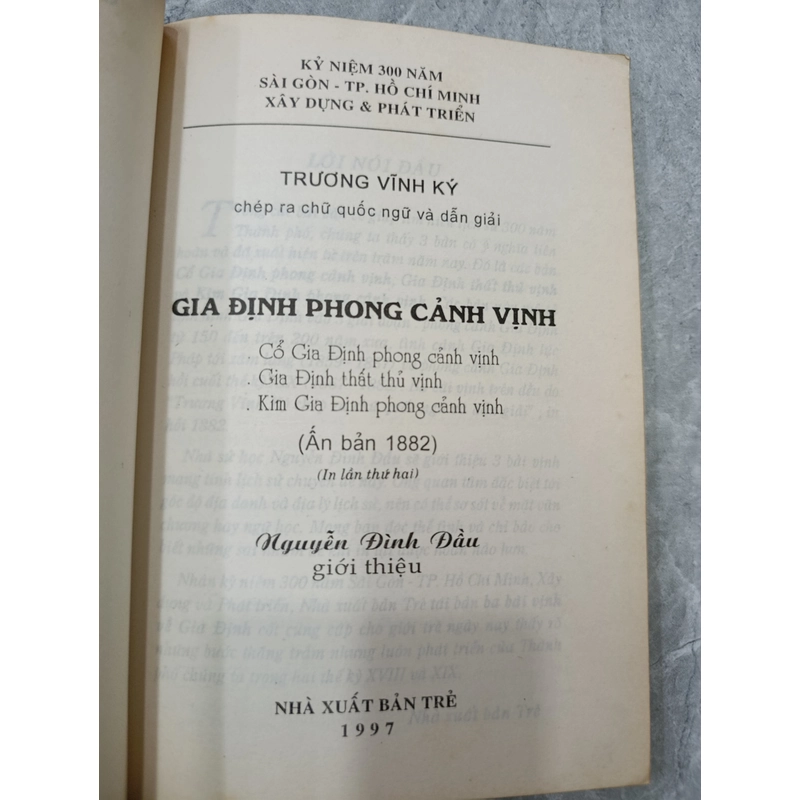 KỶ NIỆM 300 NĂM
SÀI GÒN - TP. HỒ CHÍ MINH
XÂY DỰNG & PHÁT TRIỂN
TRƯƠNG VĨNH KÝ
chép ra chữ quốc ngữ và dẫn giải
GIA ĐỊNH PHONG CẢNH VỊNH
. Cổ Gia Định phong cảnh vịnh
. Gia Định thất thủ vịnh
. Kim Gia Định phong cảnh vịnh
(Ấn bản 1882)
(In lần thứ hai)
Nguyễn Đình Đầu
giới thiệu
NHÀ XUẤT BẢN TRẺ
1997